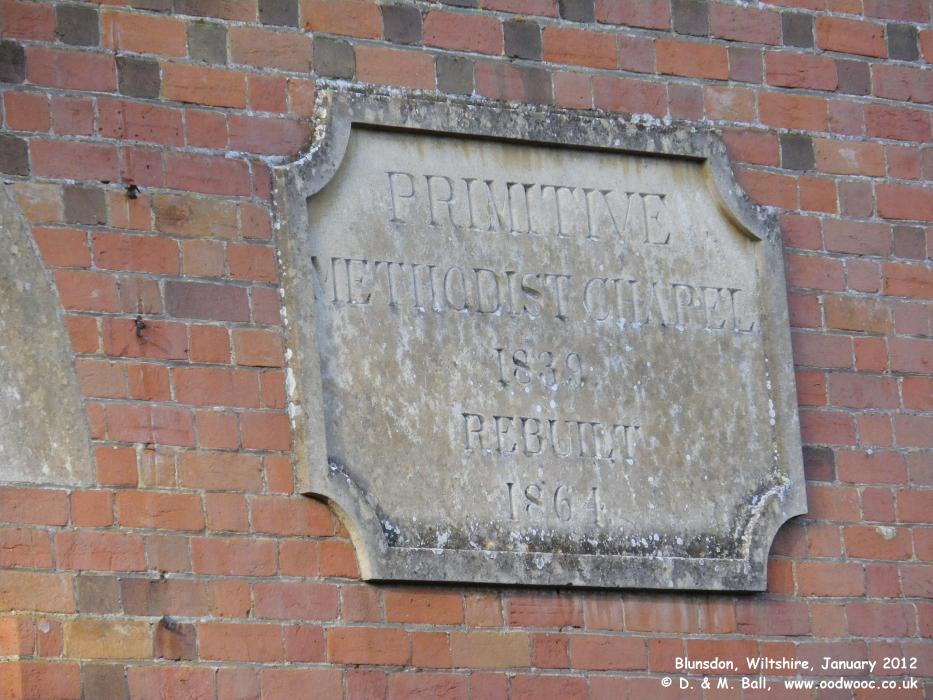 PRIMITIVE
METHODIST CHAPEL
1839
REBUILT
1864
Blunsdon, Wiltshire, January 2012
© D. & M. Ball, www.oodwooc.co.uk